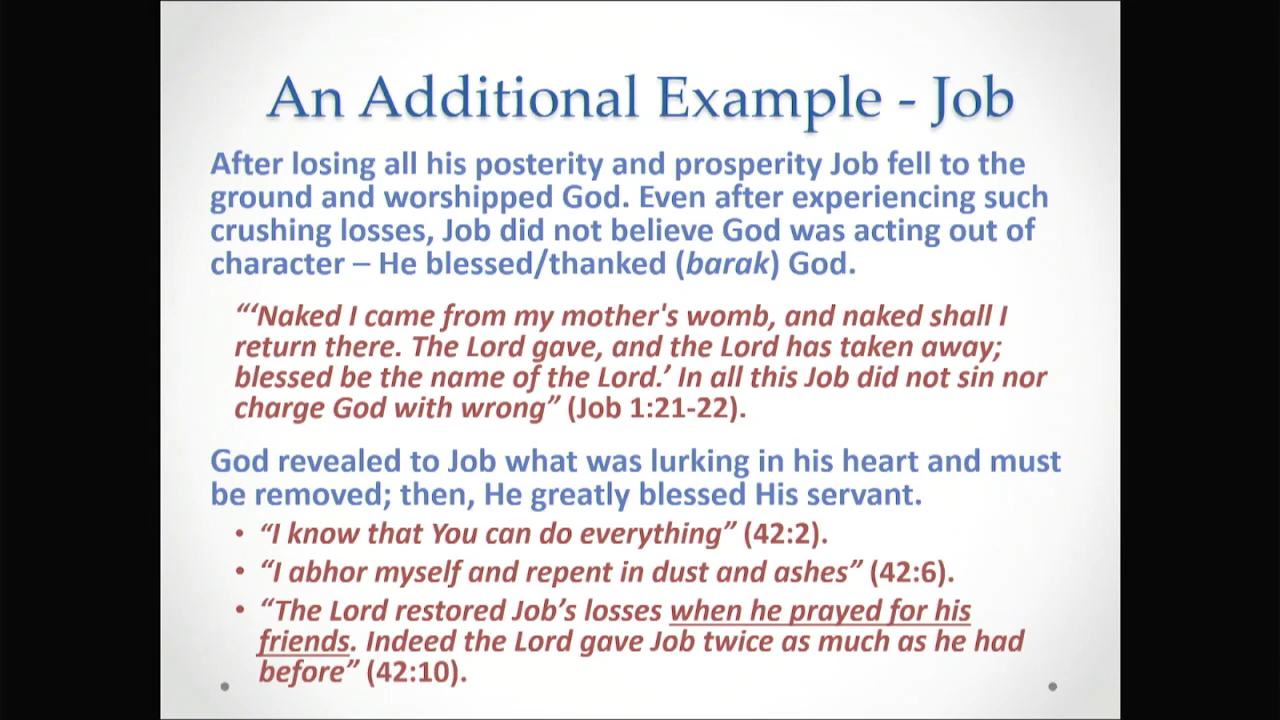 An Additional Example - Job
After losing all his posterity and prosperity Job fell to the
ground and worshipped God. Even after experiencing such
crushing losses, Job did not believe God was acting out of
character – He blessed/thanked (barak) God.
“‘Naked I came from my mother's womb, and naked shall I
return there. The Lord gave, and the Lord has taken away;
blessed be the name of the Lord.’ In all this Job did not sin nor
charge God with wrong” (Job 1:21-22).
God revealed to Job what was lurking in his heart and must
be removed; then, He greatly blessed His servant.
• “I know that You can do everything” (42:2).
• “I abhor myself and repent in dust and ashes” (42:6).
• “The Lord restored Job’s losses when he prayed for his
friends. Indeed the Lord gave Job twice as much as he had
before” (42:10).